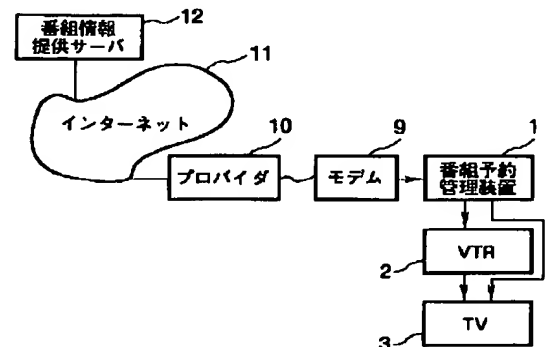 12
番組情報
提供サーバ
11
インターネット
10
プロバイダ
9
モデム
1
番組予約
管理装置
VTR
2
TV
3